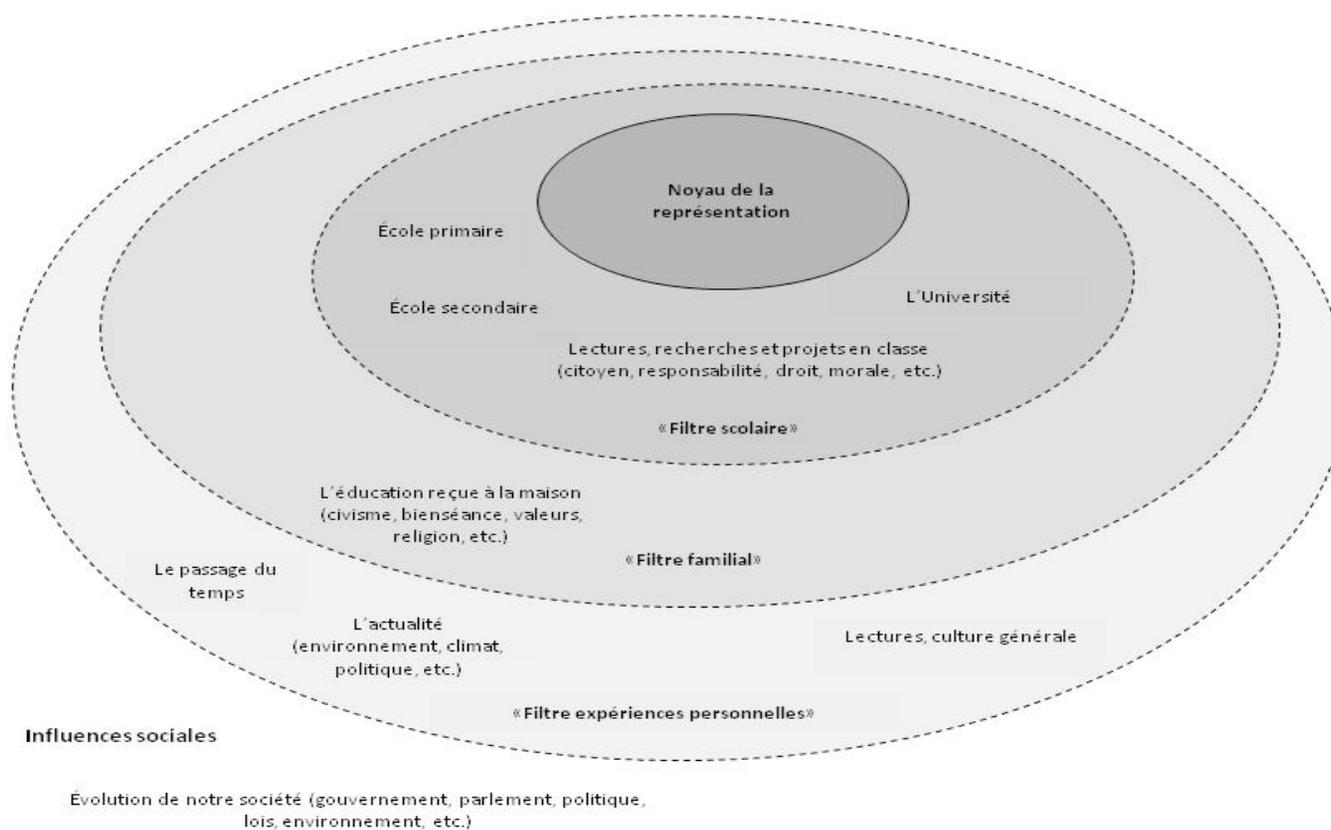 Noyau de la
représentation
École primaire
École secondaire
L'Université
Lectures, recherches et projets en classe
(citoyen, responsabilité, droit, morale, etc.)
«Filtre scolaire»
L'éducation reçue à la maison
(civisme, bienséance, valeurs,
religion, etc.)
«Filtre familial»
Le passage du
temps
L'actualité
(environnement, climat,
politique, etc.)
Lectures, culture générale
«Filtre expériences personnelles»
Influences sociales
Évolution de notre société (gouvernement, parlement, politique,
lois, environnement, etc.)